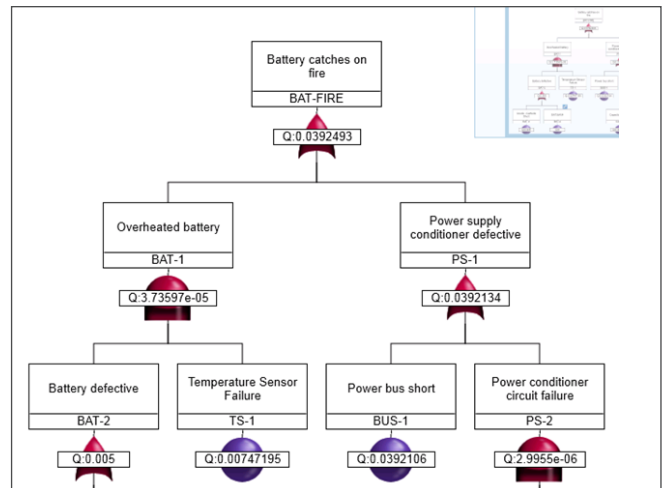 Battery catches on
fire
BAT-FIRE
Q:0.0392493
Overheated battery
BAT-1
Q:3.73597e-05
Power supply
conditioner defective
PS-1
Q:0.0392134
Battery defective
BAT-2
Q:0.005
Temperature Sensor
Failure
TS-1
Q:0.00747195
Power bus short
BUS-1
Q:0.0392106
Power conditioner
circuit failure
PS-2
Q:2.9955e-06